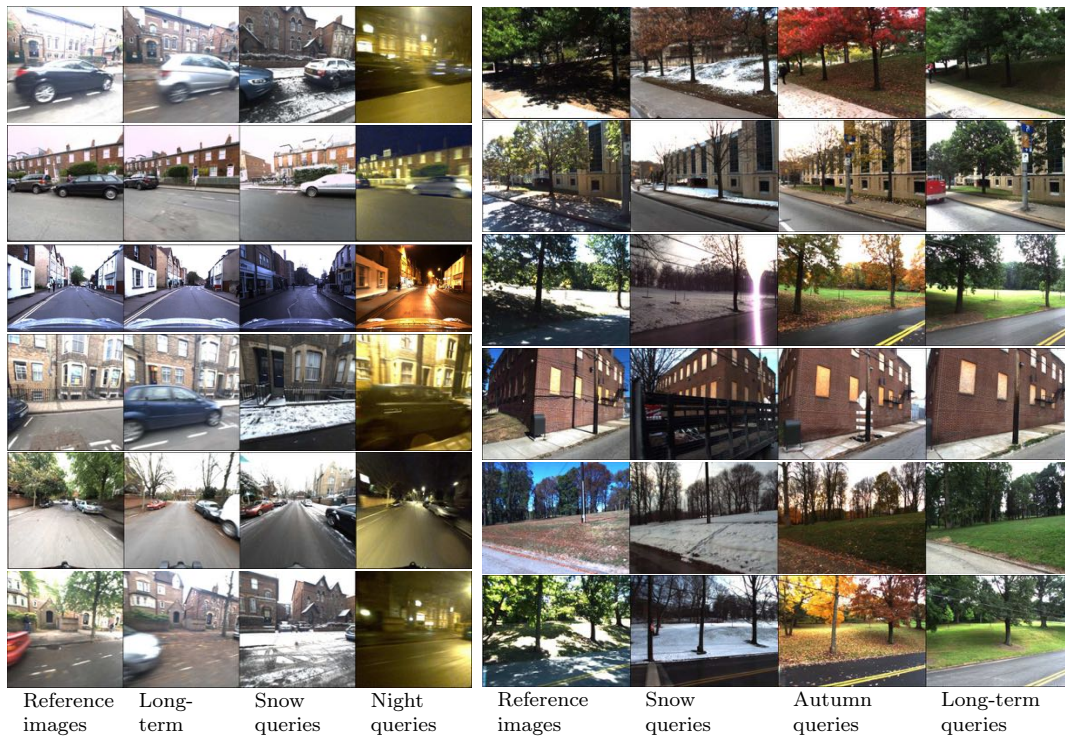 Reference images
Long-term
Snow queries
Night queries
Reference images
Snow queries
Autumn queries
Long-term queries